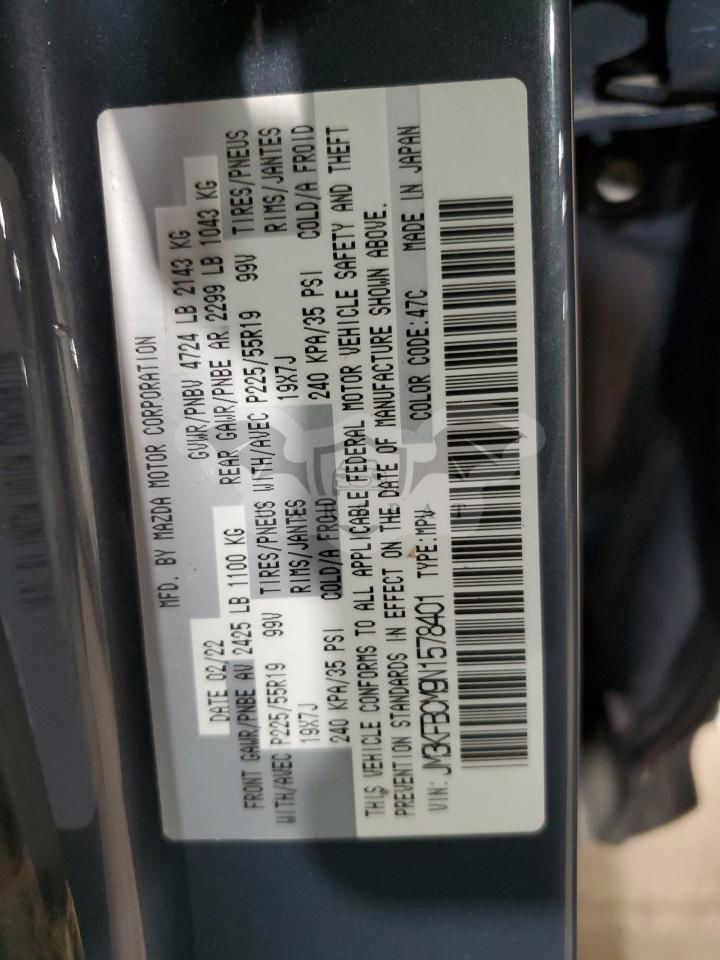 MFD. BY MAZDA MOTOR CORPORATION
DATE 02/22 GVWR/PNBV 4724 LB 2143 KG
FRONT GAWR/PNBE AV 2425 LB 1100 KG REAR GAWR/PNBE AR 2299 LB 1043 KG
WITH/AVEC P225/55R19 99V TIRES/PNEUS WITH/AVEC P225/55R19 99V TIRES/PNEUS
19X7J RIMS/JANTES 19X7J RIMS/JANTES
240 KPA/35 PSI COLD/A FROID 240 KPA/35 PSI COLD/A FROID
THIS VEHICLE CONFORMS TO ALL APPLICABLE FEDERAL MOTOR VEHICLE SAFETY AND THEFT
PREVENTION STANDARDS IN EFFECT ON THE DATE OF MANUFACTURE SHOWN ABOVE.
VIN: JM3KFBCM9N1578401 TYPE:MPV COLOR CODE:47C MADE IN JAPAN